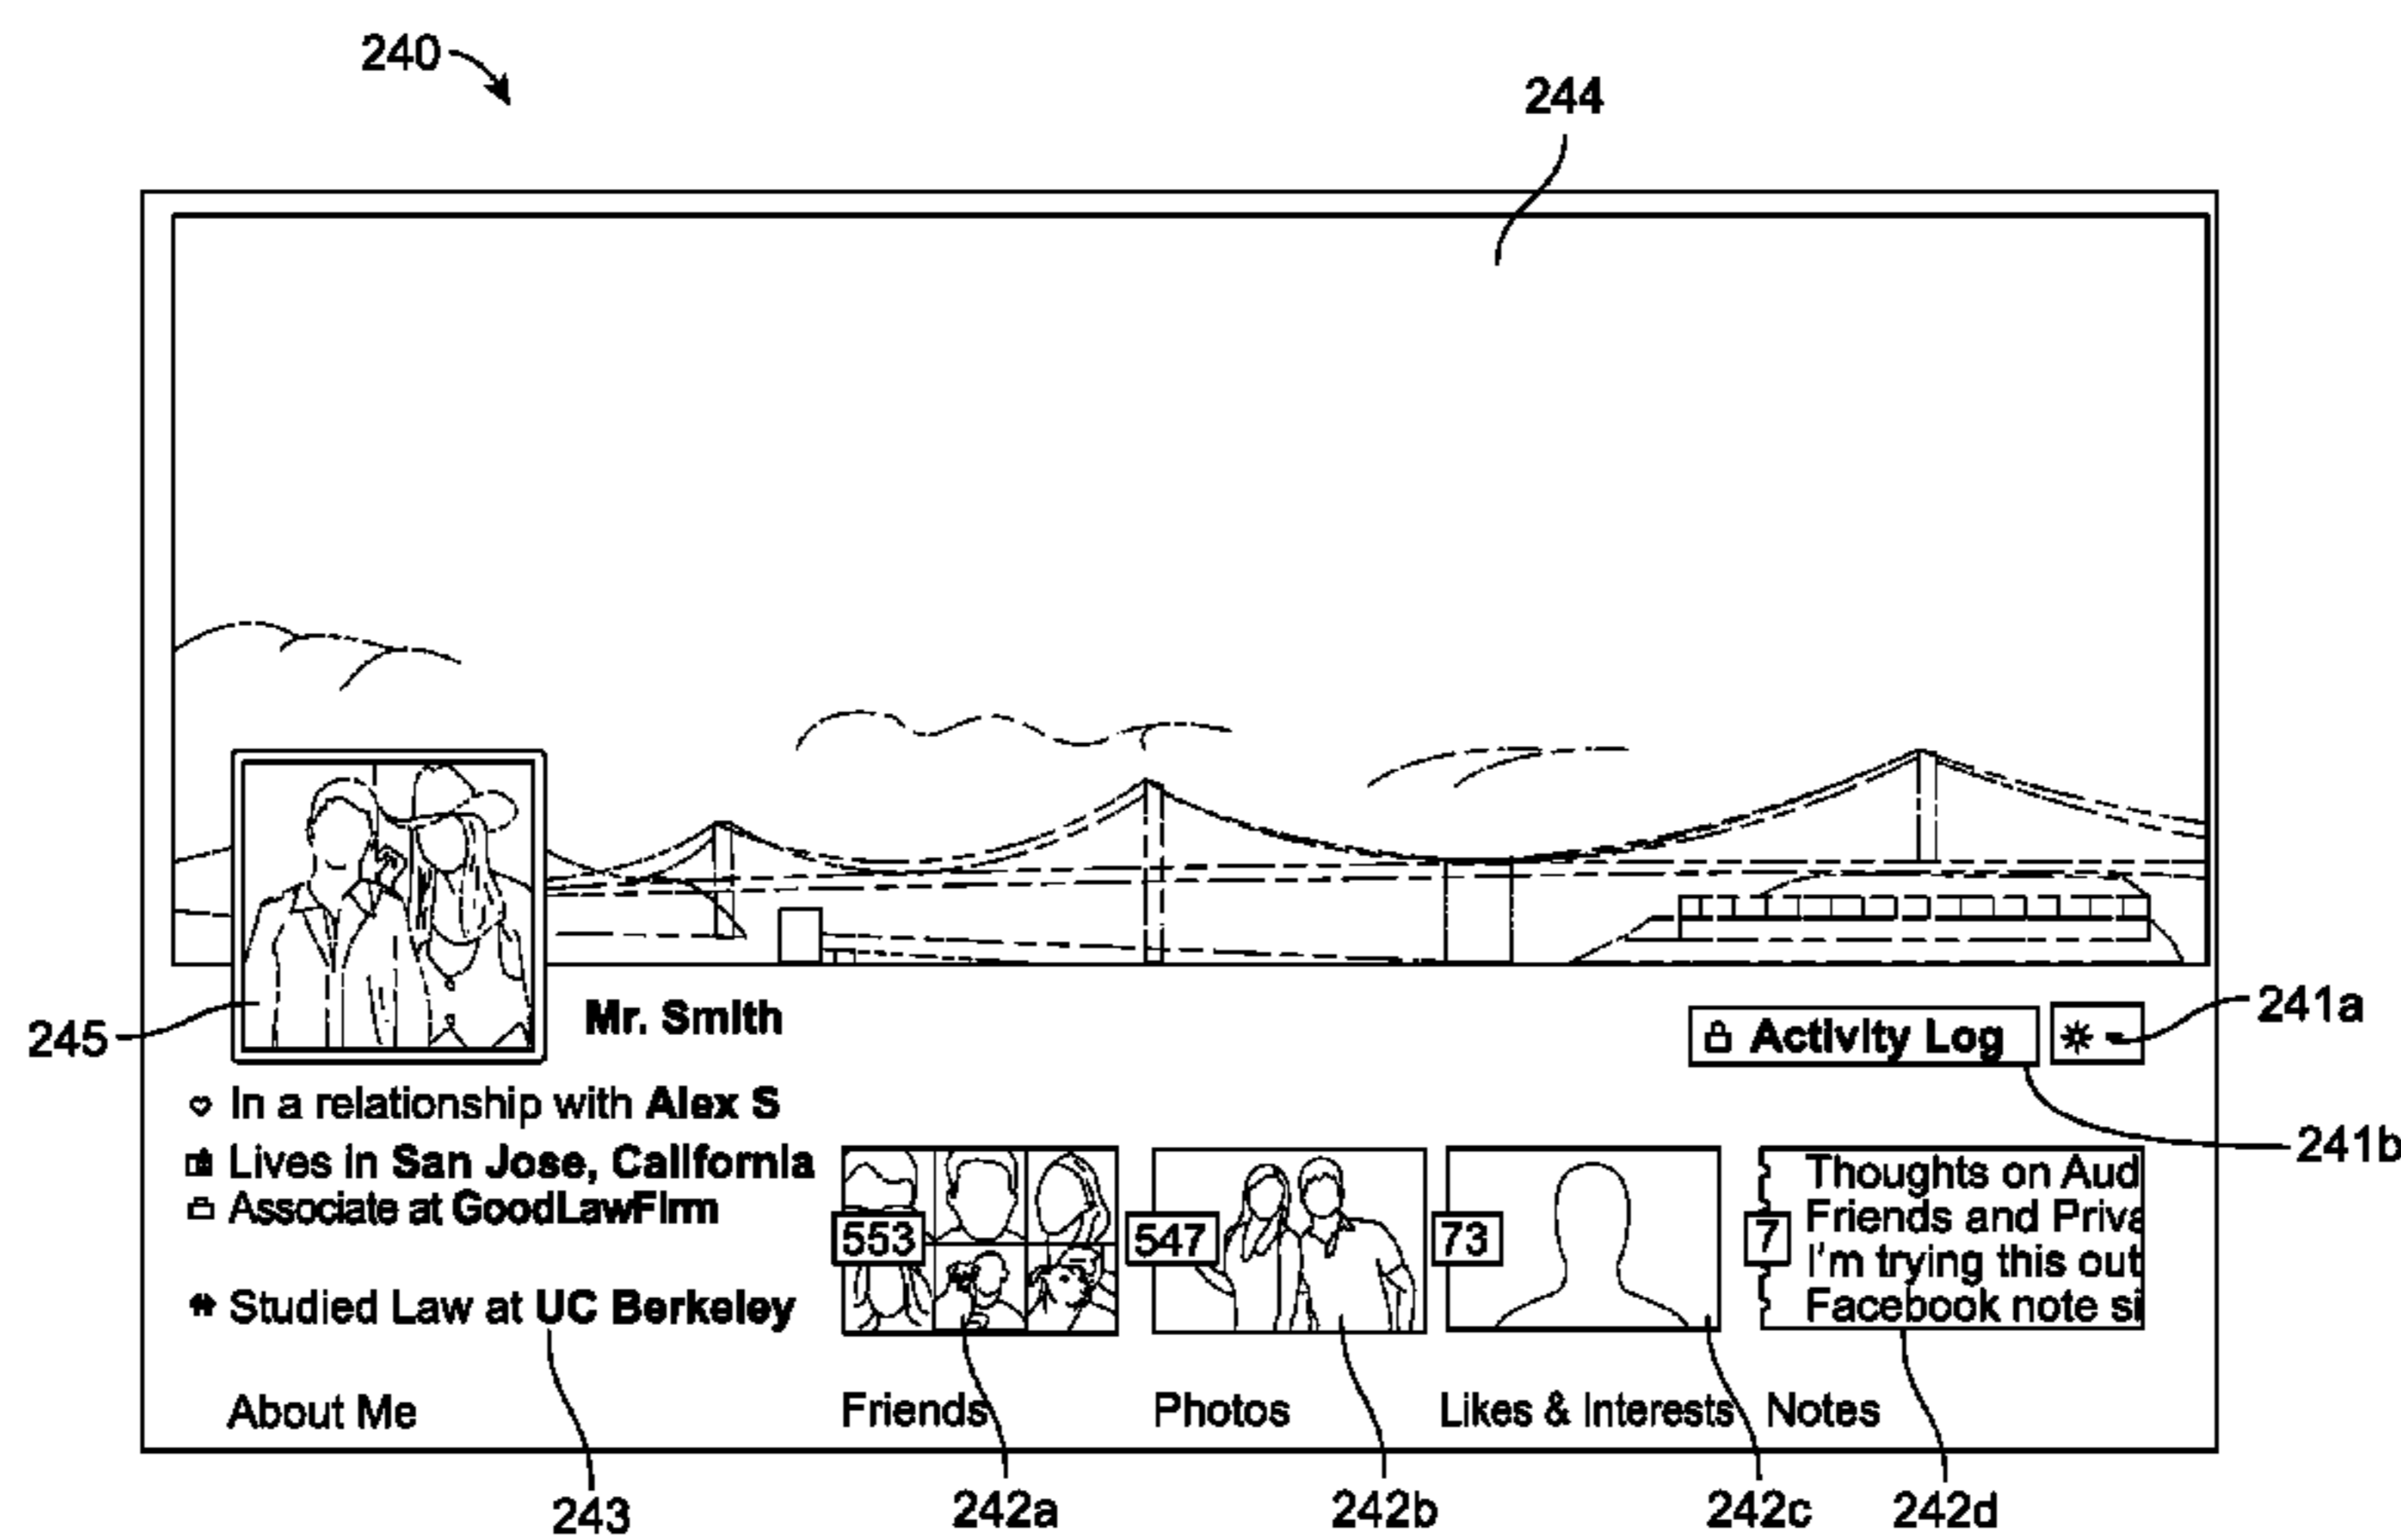 240
244
Mr. Smith
245
Activity Log
241a
In a relationship with Alex S
241b
Lives in San Jose, California
Associate at GoodLawFirm
Studied Law at UC Berkeley
553
547
73
7
Thoughts on Aud
Friends and Priva
I'm trying this out
Facebook note si
About Me
Friends
Photos
Likes & Interests
Notes
243
242a
242b
242c
242d